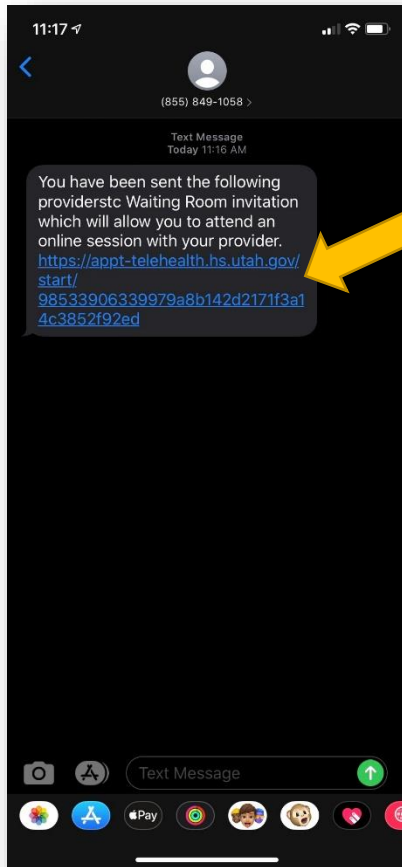 11:17
(855) 849-1058 >
Text Message
Today 11:16 AM
You have been sent the following
providerstc Waiting Room invitation
which will allow you to attend an
online session with your provider.
https://appt-telehealth.hs.utah.gov/
start/
98533906339979a8b142d2171f3a1
4c3852f92ed
Text Message
Pay